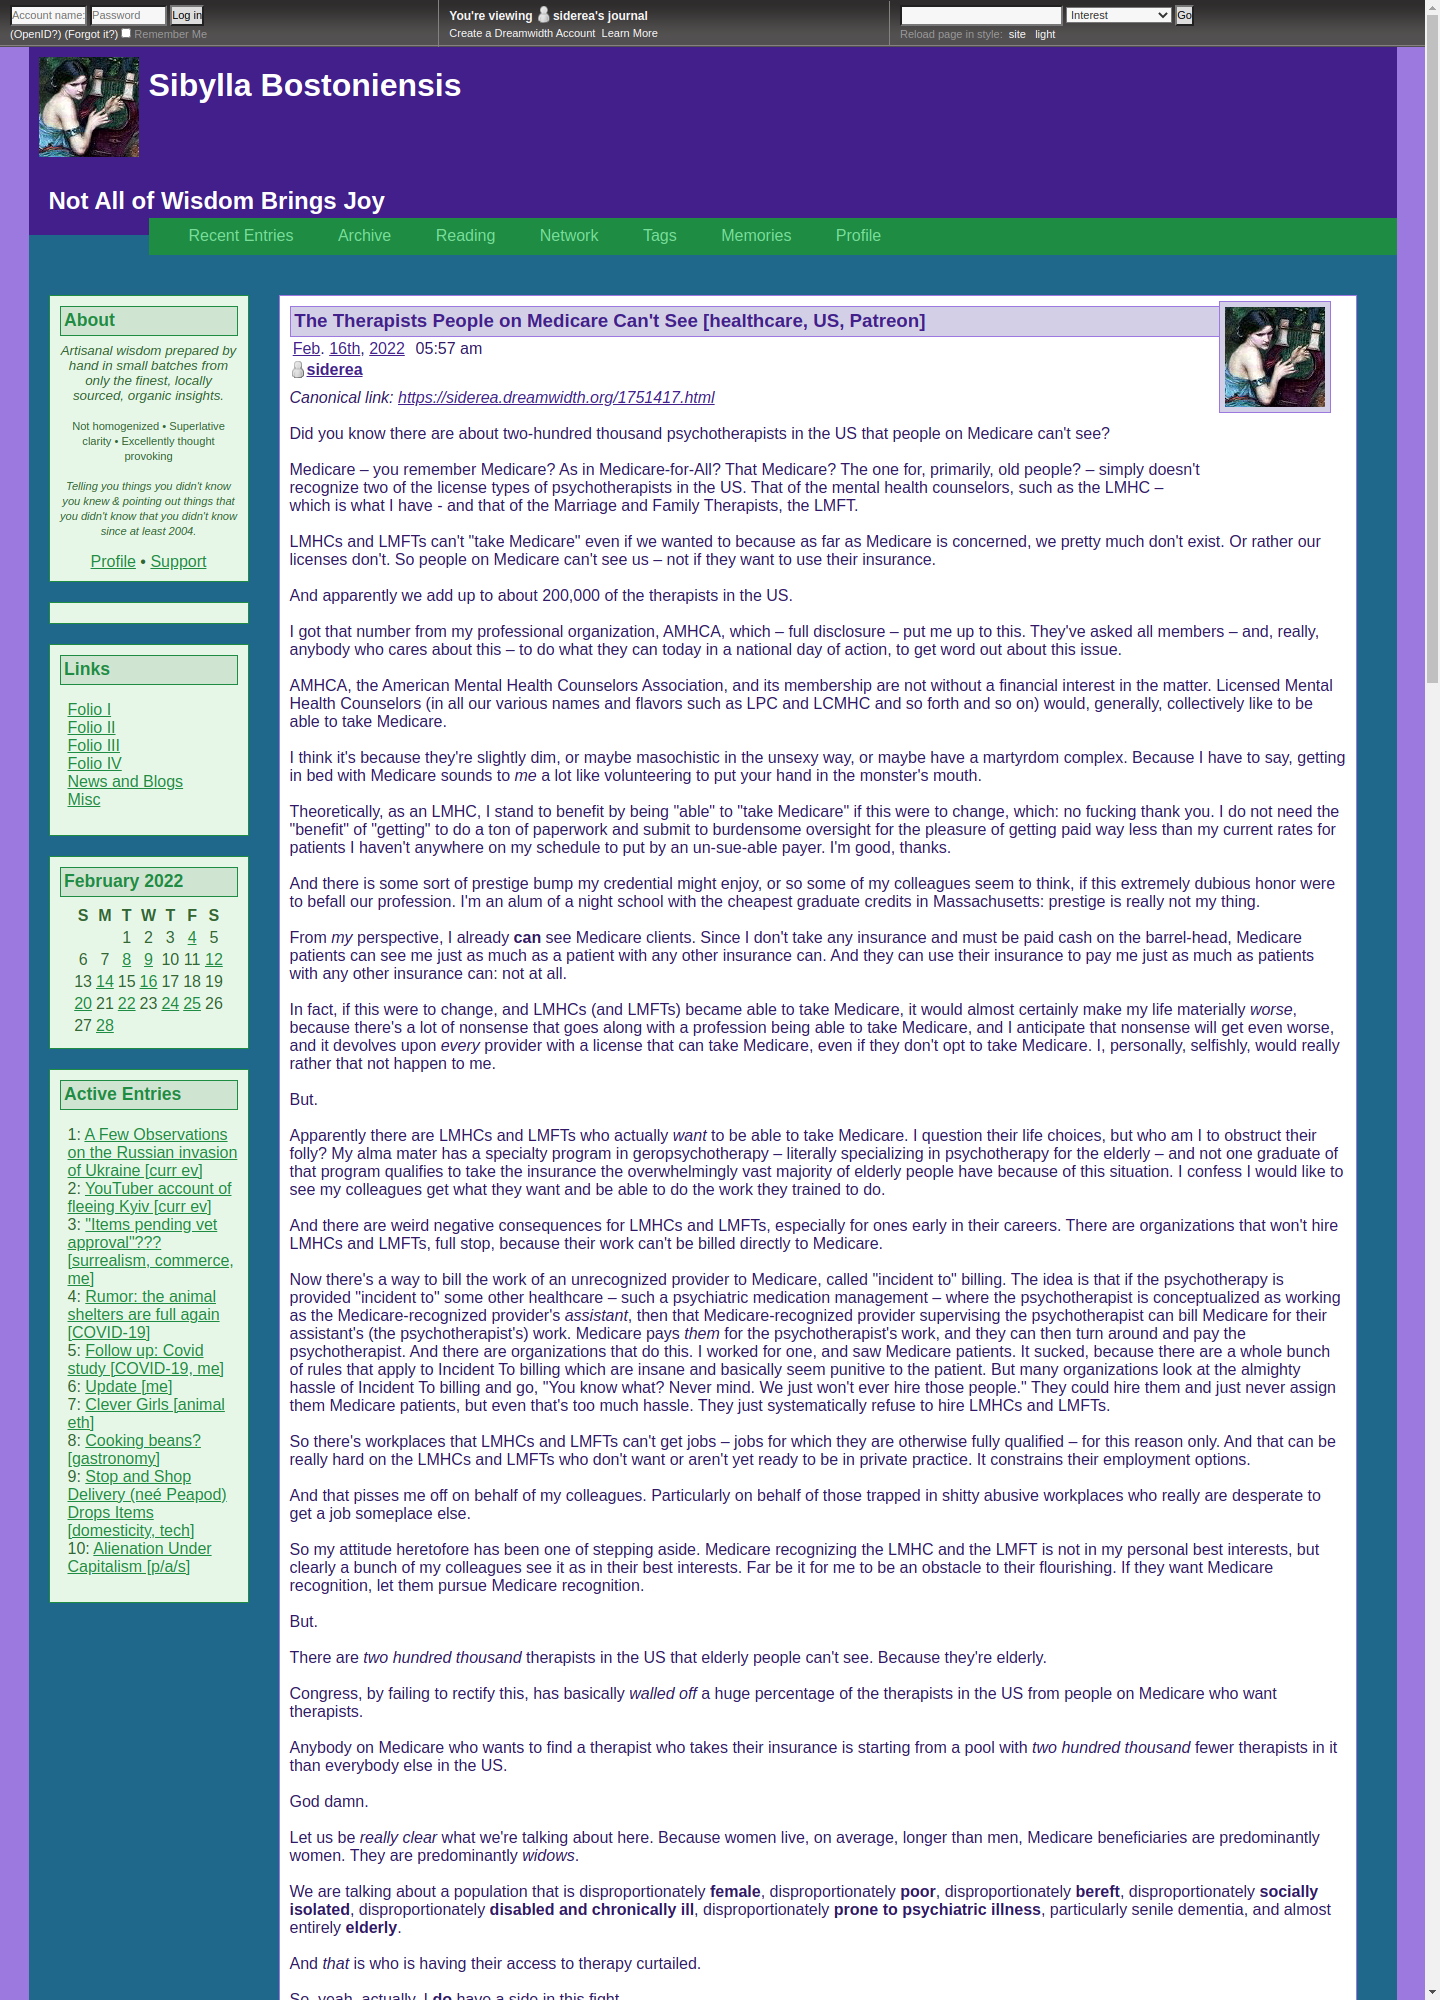 Account name: Password Log in
(OpenID?) (Forgot it?) Remember Me
You're viewing siderea's journal
Create a Dreamwidth Account Learn More
Interest Go
Reload page in style: site light
Sibylla Bostoniensis
Not All of Wisdom Brings Joy
Recent Entries Archive Reading Network Tags Memories Profile
About
Artisanal wisdom prepared by
hand in small batches from
only the finest, locally
sourced, organic insights.
Not homogenized • Superlative
clarity • Excellently thought
provoking
Telling you things you didn't know
you knew & pointing out things that
you didn't know that you didn't know
since at least 2004.
Profile • Support
Links
Folio I
Folio II
Folio III
Folio IV
News and Blogs
Misc
February 2022
S M T W T F S
1 2 3 4 5
6 7 8 9 10 11 12
13 14 15 16 17 18 19
20 21 22 23 24 25 26
27 28
Active Entries
1: A Few Observations
on the Russian invasion
of Ukraine [curr ev]
2: YouTuber account of
fleeing Kyiv [curr ev]
3: "Items pending vet
approval"???
[surrealism, commerce,
me]
4: Rumor: the animal
shelters are full again
[COVID-19]
5: Follow up: Covid
study [COVID-19, me]
6: Update [me]
7: Clever Girls [animal
eth]
8: Cooking beans?
[gastronomy]
9: Stop and Shop
Delivery (neé Peapod)
Drops Items
[domesticity, tech]
10: Alienation Under
Capitalism [p/a/s]
The Therapists People on Medicare Can't See [healthcare, US, Patreon]
Feb. 16th, 2022 05:57 am
siderea
Canonical link: https://siderea.dreamwidth.org/1751417.html
Did you know there are about two-hundred thousand psychotherapists in the US that people on Medicare can't see?
Medicare – you remember Medicare? As in Medicare-for-All? That Medicare? The one for, primarily, old people? – simply doesn't
recognize two of the license types of psychotherapists in the US. That of the mental health counselors, such as the LMHC –
which is what I have - and that of the Marriage and Family Therapists, the LMFT.
LMHCs and LMFTs can't "take Medicare" even if we wanted to because as far as Medicare is concerned, we pretty much don't exist. Or rather our
licenses don't. So people on Medicare can't see us – not if they want to use their insurance.
And apparently we add up to about 200,000 of the therapists in the US.
I got that number from my professional organization, AMHCA, which – full disclosure – put me up to this. They've asked all members – and, really,
anybody who cares about this – to do what they can today in a national day of action, to get word out about this issue.
AMHCA, the American Mental Health Counselors Association, and its membership are not without a financial interest in the matter. Licensed Mental
Health Counselors (in all our various names and flavors such as LPC and LCMHC and so forth and so on) would, generally, collectively like to be
able to take Medicare.
I think it's because they're slightly dim, or maybe masochistic in the unsexy way, or maybe have a martyrdom complex. Because I have to say, getting
in bed with Medicare sounds to me a lot like volunteering to put your hand in the monster's mouth.
Theoretically, as an LMHC, I stand to benefit by being "able" to "take Medicare" if this were to change, which: no fucking thank you. I do not need the
"benefit" of "getting" to do a ton of paperwork and submit to burdensome oversight for the pleasure of getting paid way less than my current rates for
patients I haven't anywhere on my schedule to put by an un-sue-able payer. I'm good, thanks.
And there is some sort of prestige bump my credential might enjoy, or so some of my colleagues seem to think, if this extremely dubious honor were
to befall our profession. I'm an alum of a night school with the cheapest graduate credits in Massachusetts: prestige is really not my thing.
From my perspective, I already can see Medicare clients. Since I don't take any insurance and must be paid cash on the barrel-head, Medicare
patients can see me just as much as a patient with any other insurance can. And they can use their insurance to pay me just as much as patients
with any other insurance can: not at all.
In fact, if this were to change, and LMHCs (and LMFTs) became able to take Medicare, it would almost certainly make my life materially worse,
because there's a lot of nonsense that goes along with a profession being able to take Medicare, and I anticipate that nonsense will get even worse,
and it devolves upon every provider with a license that can take Medicare, even if they don't opt to take Medicare. I, personally, selfishly, would really
rather that not happen to me.
But.
Apparently there are LMHCs and LMFTs who actually want to be able to take Medicare. I question their life choices, but who am I to obstruct their
folly? My alma mater has a specialty program in geropsychotherapy – literally specializing in psychotherapy for the elderly – and not one graduate of
that program qualifies to take the insurance the overwhelmingly vast majority of elderly people have because of this situation. I confess I would like to
see my colleagues get what they want and be able to do the work they trained to do.
And there are weird negative consequences for LMHCs and LMFTs, especially for ones early in their careers. There are organizations that won't hire
LMHCs and LMFTs, full stop, because their work can't be billed directly to Medicare.
Now there's a way to bill the work of an unrecognized provider to Medicare, called "incident to" billing. The idea is that if the psychotherapy is
provided "incident to" some other healthcare – such a psychiatric medication management – where the psychotherapist is conceptualized as working
as the Medicare-recognized provider's assistant, then that Medicare-recognized provider supervising the psychotherapist can bill Medicare for their
assistant's (the psychotherapist's) work. Medicare pays them for the psychotherapist's work, and they can then turn around and pay the
psychotherapist. And there are organizations that do this. I worked for one, and saw Medicare patients. It sucked, because there are a whole bunch
of rules that apply to Incident To billing which are insane and basically seem punitive to the patient. But many organizations look at the almighty
hassle of Incident To billing and go, "You know what? Never mind. We just won't ever hire those people." They could hire them and just never assign
them Medicare patients, but even that's too much hassle. They just systematically refuse to hire LMHCs and LMFTs.
So there's workplaces that LMHCs and LMFTs can't get jobs – jobs for which they are otherwise fully qualified – for this reason only. And that can be
really hard on the LMHCs and LMFTs who don't want or aren't yet ready to be in private practice. It constrains their employment options.
And that pisses me off on behalf of my colleagues. Particularly on behalf of those trapped in shitty abusive workplaces who really are desperate to
get a job someplace else.
So my attitude heretofore has been one of stepping aside. Medicare recognizing the LMHC and the LMFT is not in my personal best interests, but
clearly a bunch of my colleagues see it as in their best interests. Far be it for me to be an obstacle to their flourishing. If they want Medicare
recognition, let them pursue Medicare recognition.
But.
There are two hundred thousand therapists in the US that elderly people can't see. Because they're elderly.
Congress, by failing to rectify this, has basically walled off a huge percentage of the therapists in the US from people on Medicare who want
therapists.
Anybody on Medicare who wants to find a therapist who takes their insurance is starting from a pool with two hundred thousand fewer therapists in it
than everybody else in the US.
God damn.
Let us be really clear what we're talking about here. Because women live, on average, longer than men, Medicare beneficiaries are predominantly
women. They are predominantly widows.
We are talking about a population that is disproportionately female, disproportionately poor, disproportionately bereft, disproportionately socially
isolated, disproportionately disabled and chronically ill, disproportionately prone to psychiatric illness, particularly senile dementia, and almost
entirely elderly.
And that is who is having their access to therapy curtailed.
So, yeah, actually, I do have a side in this fight.